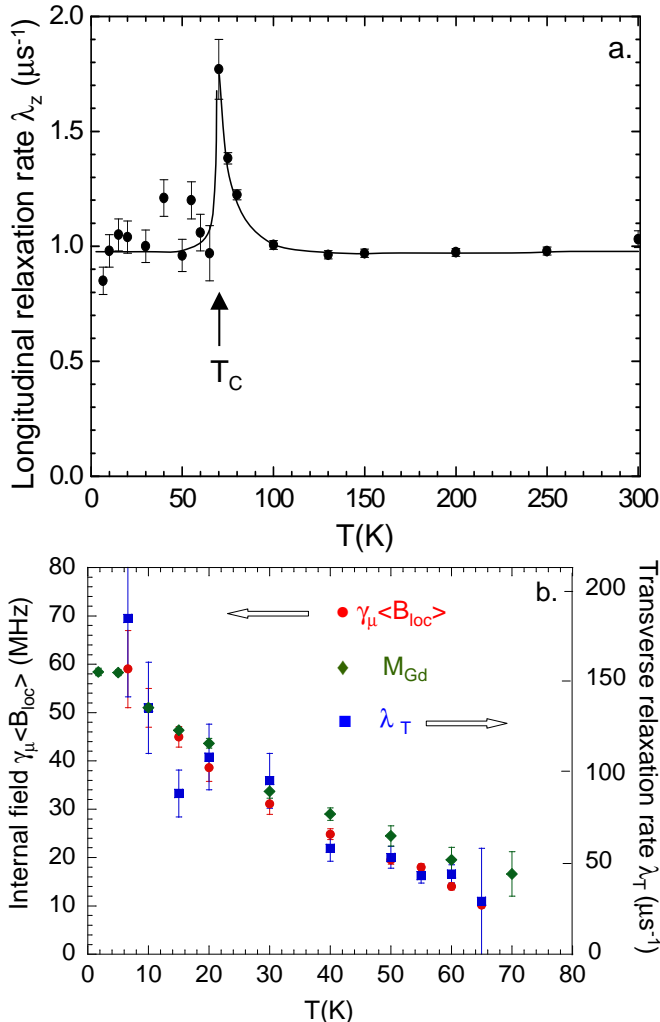 a.
Longitudinal relaxation rate λz (μs-1)
2.0
1.5
1.0
0.5
0.0
TC
0 50 100 150 200 250 300
T(K)
b.
Internal field γμ<Bloc> (MHz)
80
70
60
50
40
30
20
10
0
γμ<Bloc>
MGd
λT
200
150
100
50
0
Transverse relaxation rate λT (μs-1)
0 10 20 30 40 50 60 70 80
T(K)